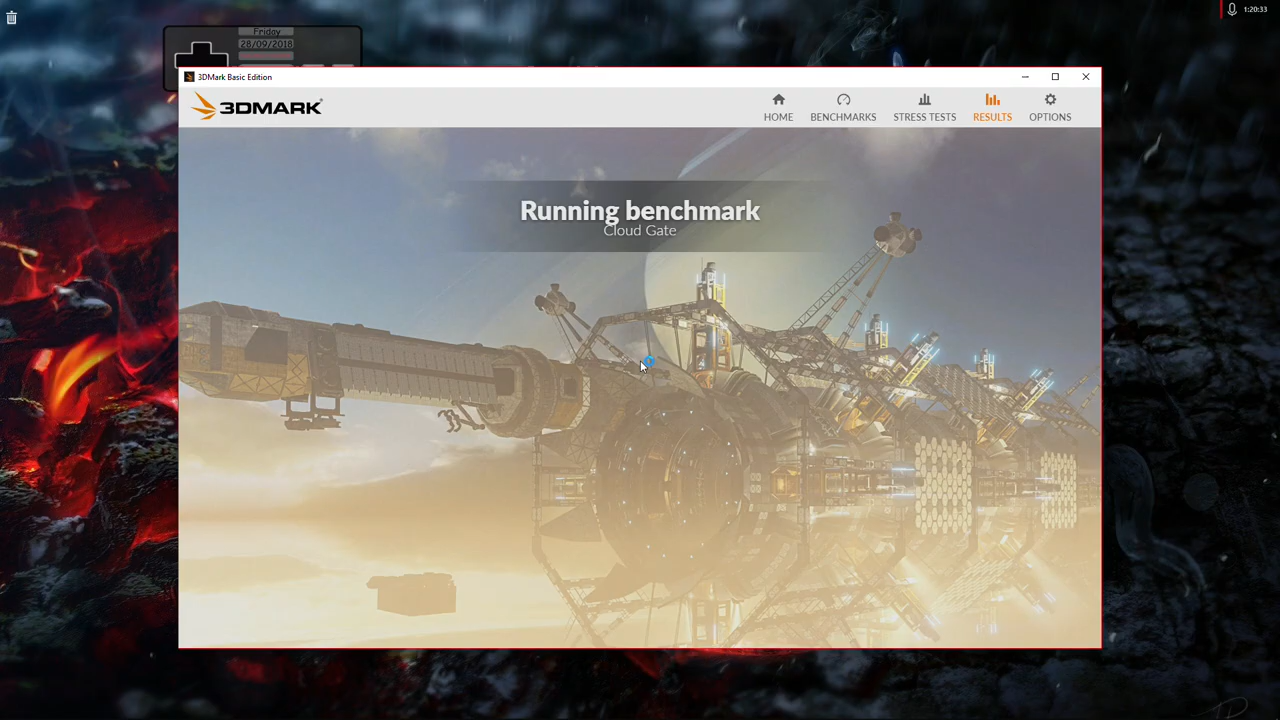 1:20:33
Friday
28/09/2018
3DMark Basic Edition
3DMARK
HOME
BENCHMARKS
STRESS TESTS
RESULTS
OPTIONS
Running benchmark
Cloud Gate